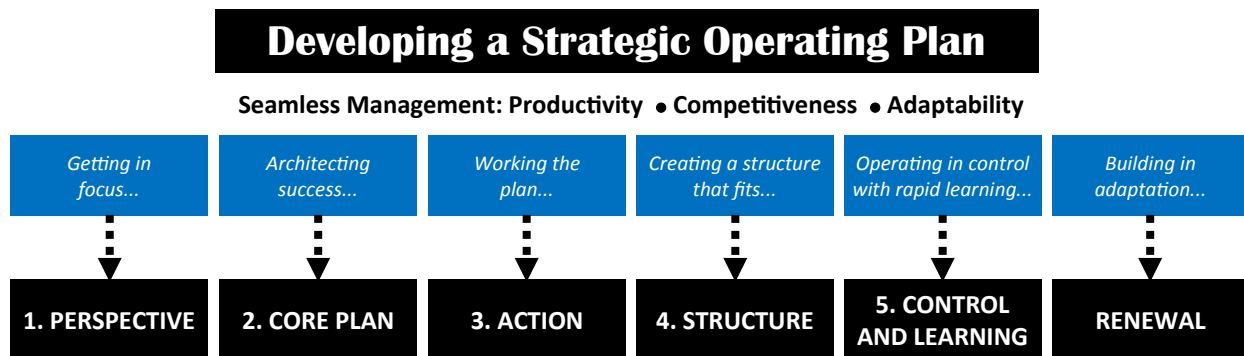 Developing a Strategic Operating Plan
Seamless Management: Productivity • Competitiveness • Adaptability
Getting in
focus...
Architecting
success...
Working the
plan...
Creating a structure
that fits...
Operating in control
with rapid learning...
Building in
adaptation...
1. PERSPECTIVE
2. CORE PLAN
3. ACTION
4. STRUCTURE
5. CONTROL
AND LEARNING
RENEWAL